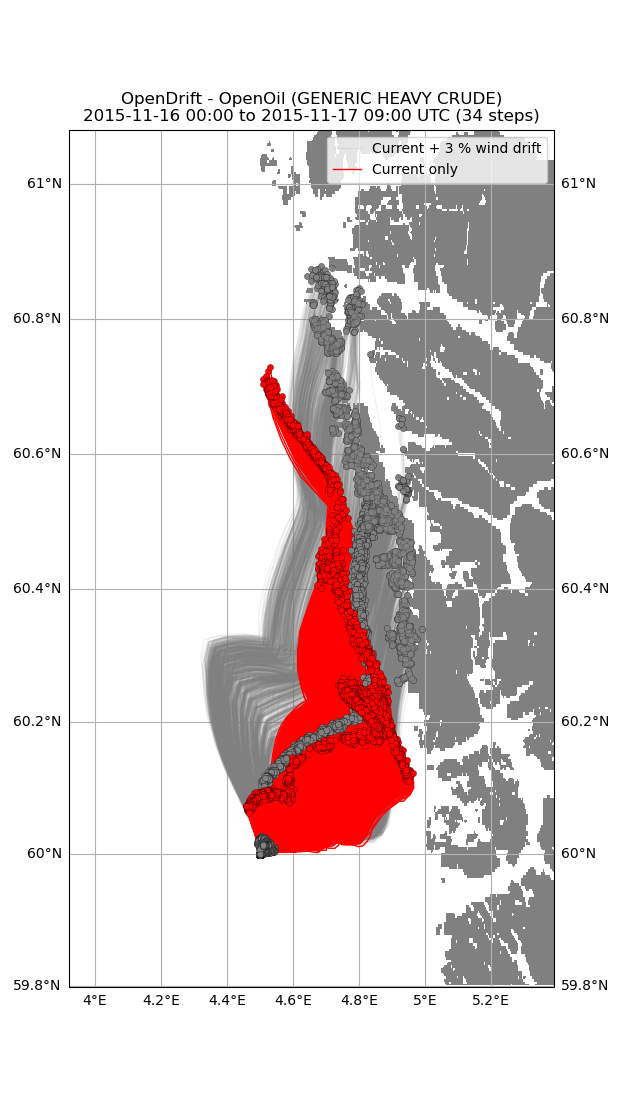 OpenDrift - OpenOil (GENERIC HEAVY CRUDE)
2015-11-16 00:00 to 2015-11-17 09:00 UTC (34 steps)
Current + 3 % wind drift
Current only
61°N 61°N
60.8°N 60.8°N
60.6°N 60.6°N
60.4°N 60.4°N
60.2°N 60.2°N
60°N 60°N
59.8°N 59.8°N
4°E 4.2°E 4.4°E 4.6°E 4.8°E 5°E 5.2°E